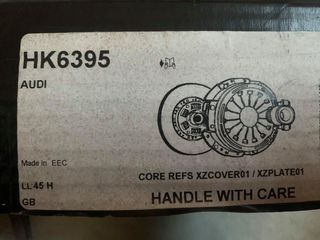 HK6395
AUDI
Made in EEC
CORE REFS XZCOVER01 / XZPLATE01
LL 45 H
HANDLE WITH CARE
GB